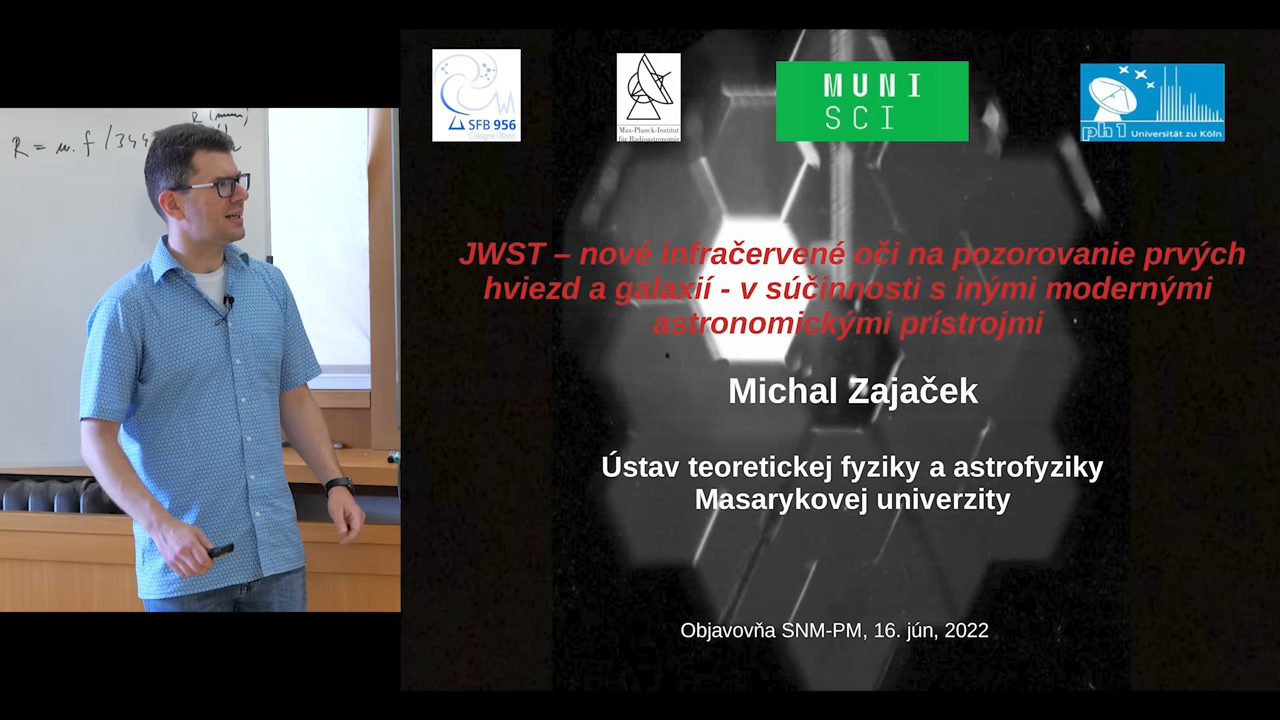 SFB 956
Cologne | Bonn
Max-Planck-Institut
für Radioastronomie
MUNI
SCI
ph1 Universität zu Köln
JWST – nové infračervené oči na pozorovanie prvých
hviezd a galaxií - v súčinnosti s inými modernými
astronomickými prístrojmi
Michal Zajaček
Ústav teoretickej fyziky a astrofyziky
Masarykovej univerzity
Objavovňa SNM-PM, 16. jún, 2022